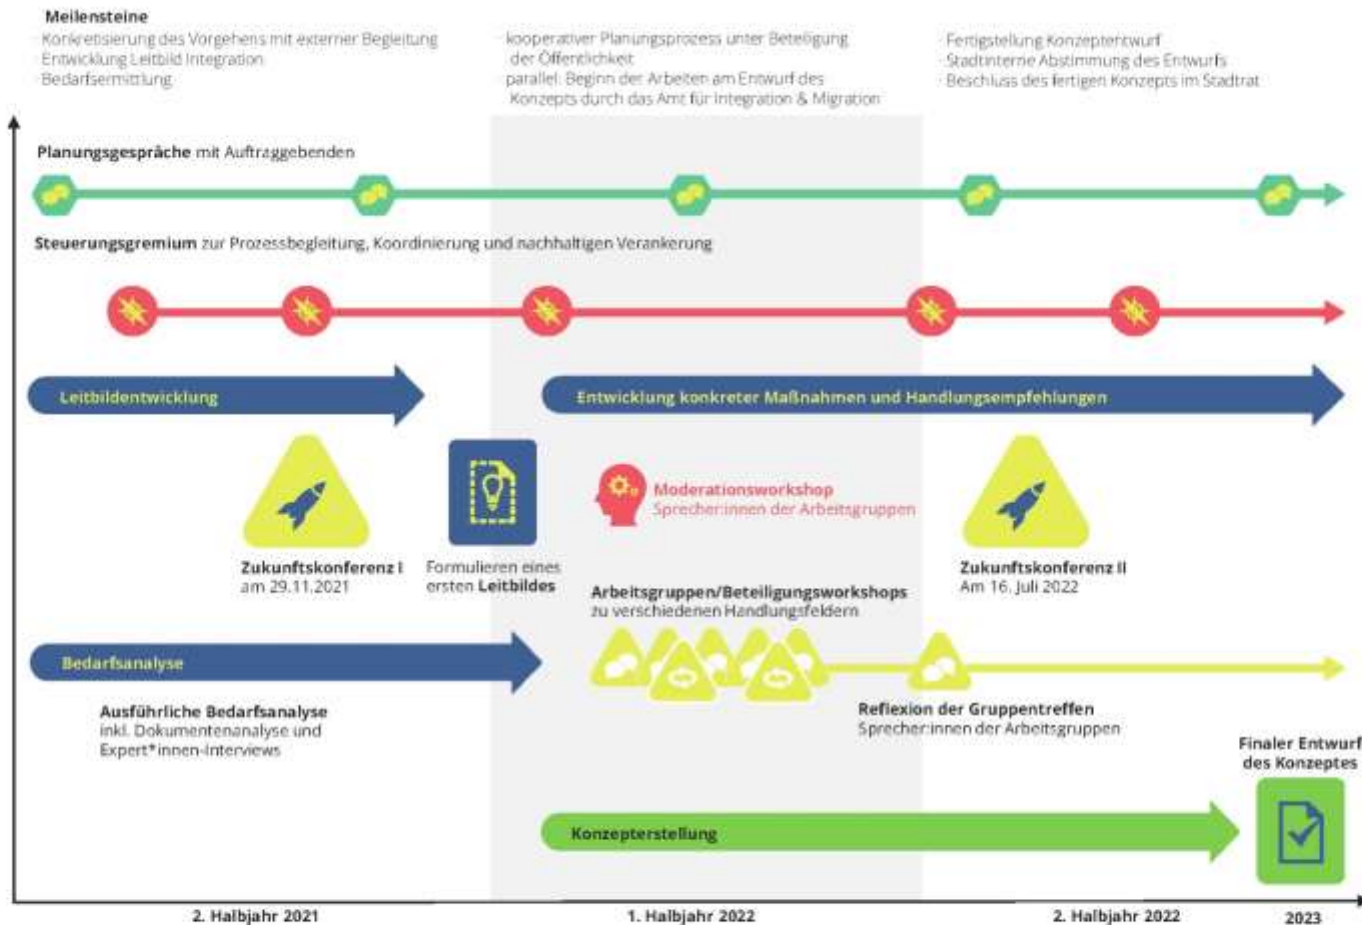 Meilensteine
· Konkretisierung des Vorgehens mit externer Begleitung
· Entwicklung Leitbild Integration
· Bedarfsermittlung
· kooperativer Planungsprozess unter Beteiligung
der Öffentlichkeit
· parallel: Beginn der Arbeiten am Entwurf des
Konzepts durch das Amt für Integration & Migration
· Fertigstellung Konzeptentwurf
· Stadtinterne Abstimmung des Entwurfs
· Beschluss des fertigen Konzepts im Stadtrat
Planungsgespräche mit Auftraggebenden
Steuerungsgremium zur Prozessbegleitung, Koordinierung und nachhaltigen Verankerung
Leitbildentwicklung
Entwicklung konkreter Maßnahmen und Handlungsempfehlungen
Zukunftskonferenz I
am 29.11.2021
Formulieren eines
ersten Leitbildes
Moderationsworkshop
Sprecher:innen der Arbeitsgruppen
Zukunftskonferenz II
Am 16. Juli 2022
Arbeitsgruppen/Beteiligungsworkshops
zu verschiedenen Handlungsfeldern
Bedarfsanalyse
Ausführliche Bedarfsanalyse
inkl. Dokumentenanalyse und
Expert*innen-Interviews
Reflexion der Gruppentreffen
Sprecher:innen der Arbeitsgruppen
Finaler Entwurf
des Konzeptes
Konzepterstellung
2. Halbjahr 2021
1. Halbjahr 2022
2. Halbjahr 2022
2023